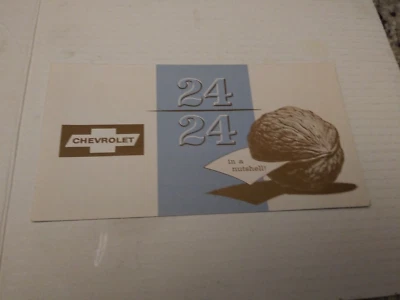 24
CHEVROLET
24
in a
nutshell!